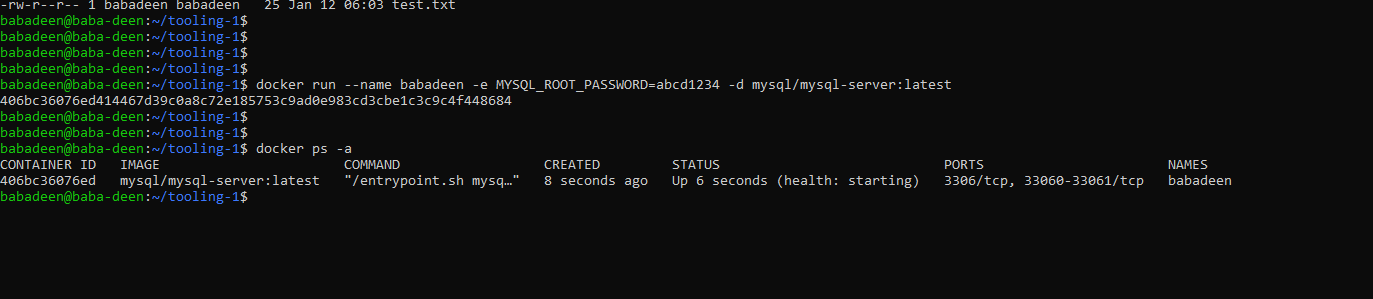 -rw-r--r-- 1 babadeen babadeen   25 Jan 12 06:03 test.txt
babadeen@baba-deen:~/tooling-1$
babadeen@baba-deen:~/tooling-1$
babadeen@baba-deen:~/tooling-1$
babadeen@baba-deen:~/tooling-1$
babadeen@baba-deen:~/tooling-1$ docker run --name babadeen -e MYSQL_ROOT_PASSWORD=abcd1234 -d mysql/mysql-server:latest
406bc36076ed414467d39c0a8c72e185753c9ad0e983cd3cbe1c3c9c4f448684
babadeen@baba-deen:~/tooling-1$
babadeen@baba-deen:~/tooling-1$
babadeen@baba-deen:~/tooling-1$ docker ps -a
CONTAINER ID   IMAGE                       COMMAND                  CREATED         STATUS                            PORTS                       NAMES
406bc36076ed   mysql/mysql-server:latest   "/entrypoint.sh mysq…"   8 seconds ago   Up 6 seconds (health: starting)   3306/tcp, 33060-33061/tcp   babadeen
babadeen@baba-deen:~/tooling-1$